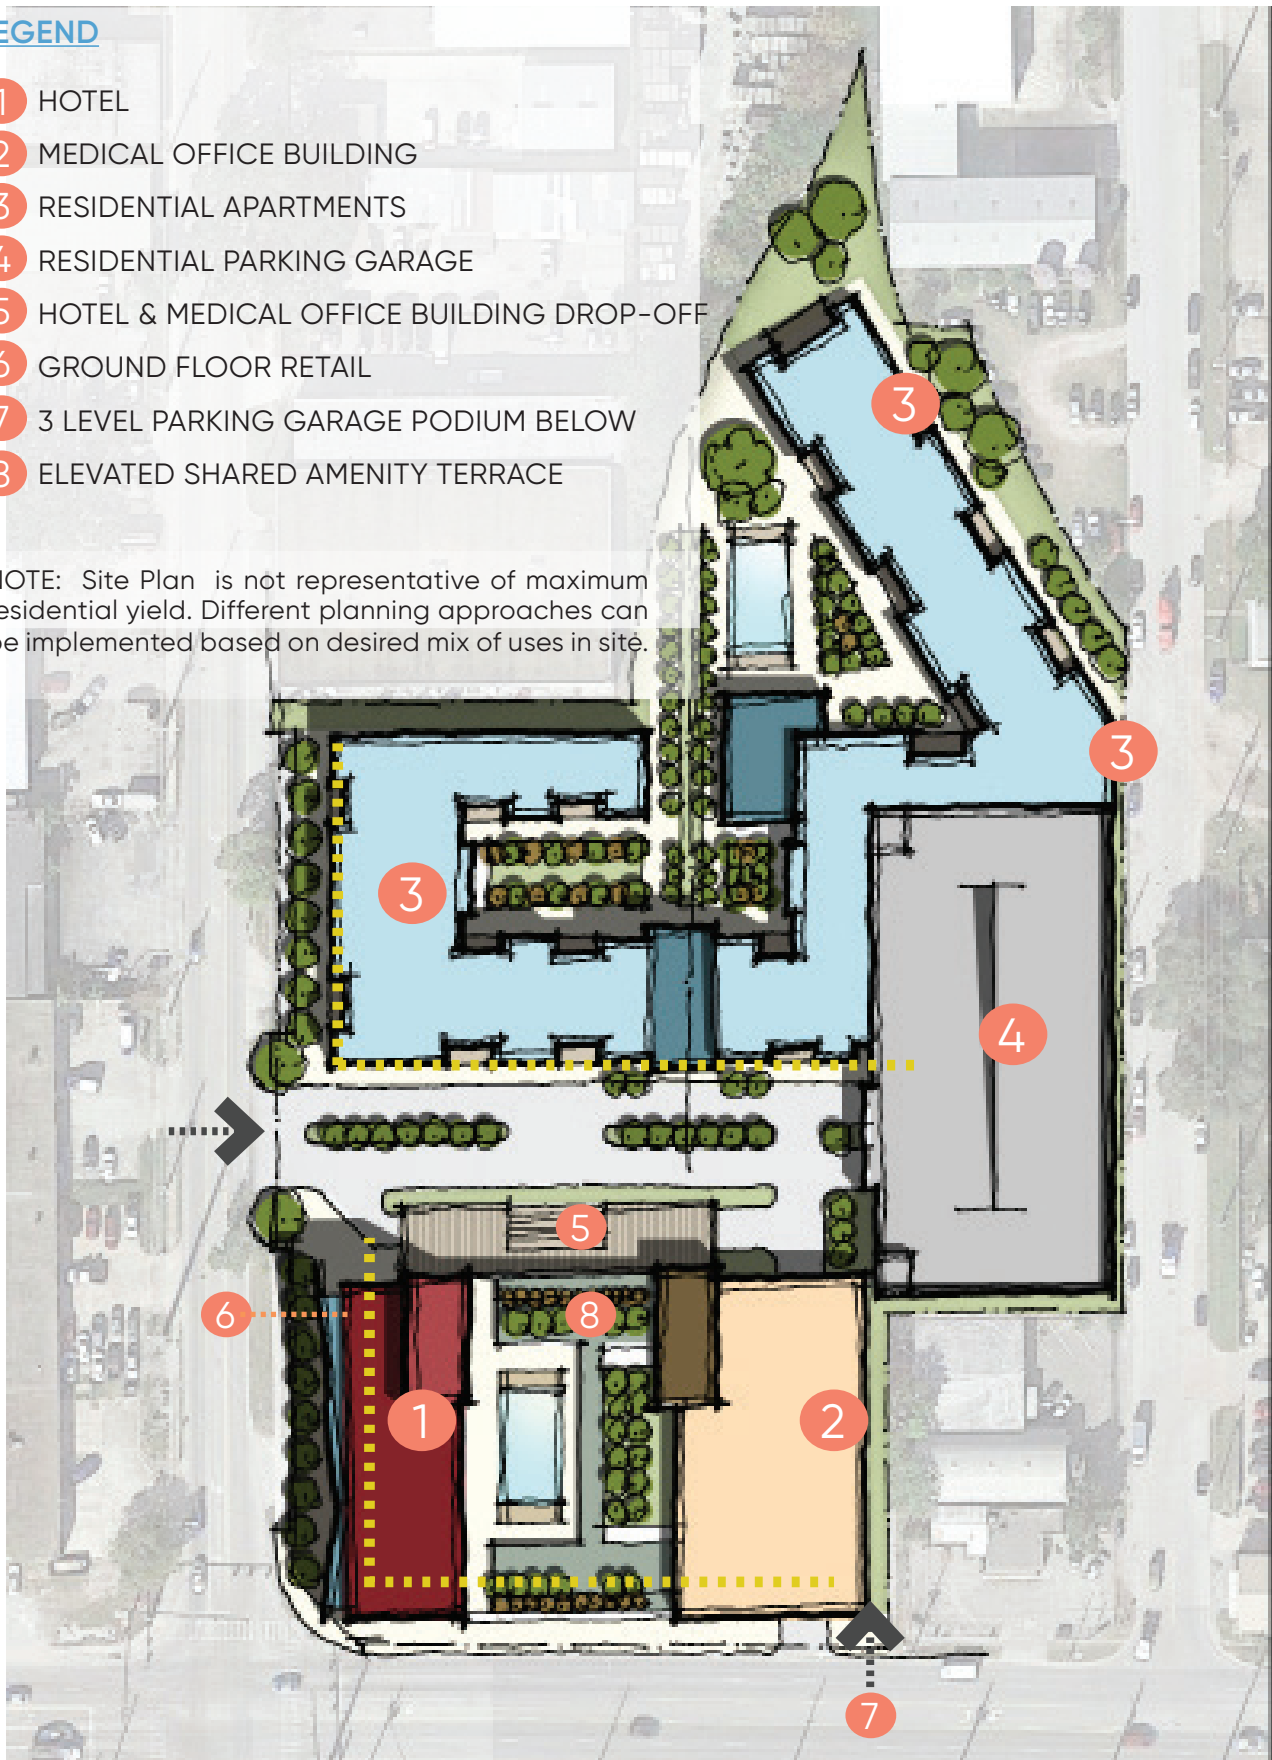 EGEND
1 HOTEL
2 MEDICAL OFFICE BUILDING
3 RESIDENTIAL APARTMENTS
4 RESIDENTIAL PARKING GARAGE
5 HOTEL & MEDICAL OFFICE BUILDING DROP-OFF
6 GROUND FLOOR RETAIL
7 3 LEVEL PARKING GARAGE PODIUM BELOW
8 ELEVATED SHARED AMENITY TERRACE
NOTE: Site Plan is not representative of maximum
residential yield. Different planning approaches can
be implemented based on desired mix of uses in site.
3
3
3
4
5
6
8
1
2
7